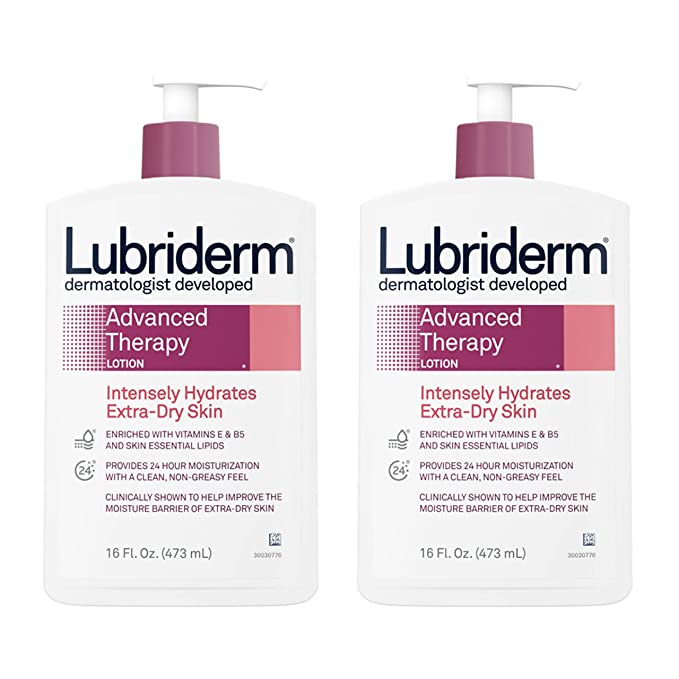 Lubriderm®
dermatologist developed
Advanced
Therapy
LOTION
Intensely Hydrates
Extra-Dry Skin
ENRICHED WITH VITAMINS E & B5
AND SKIN ESSENTIAL LIPIDS
24
PROVIDES 24 HOUR MOISTURIZATION
WITH A CLEAN, NON-GREASY FEEL
CLINICALLY SHOWN TO HELP IMPROVE THE
MOISTURE BARRIER OF EXTRA-DRY SKIN
16 Fl. Oz. (473 mL)
30030776
Lubriderm®
dermatologist developed
Advanced
Therapy
LOTION
Intensely Hydrates
Extra-Dry Skin
ENRICHED WITH VITAMINS E & B5
AND SKIN ESSENTIAL LIPIDS
24
PROVIDES 24 HOUR MOISTURIZATION
WITH A CLEAN, NON-GREASY FEEL
CLINICALLY SHOWN TO HELP IMPROVE THE
MOISTURE BARRIER OF EXTRA-DRY SKIN
16 Fl. Oz. (473 mL)
30030776